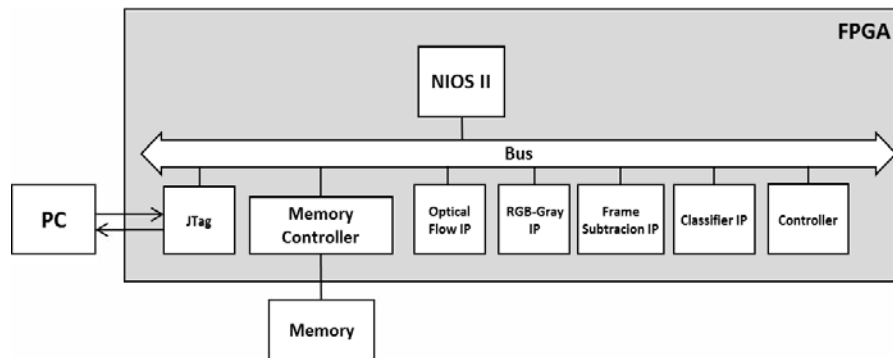 FPGA
NIOS II
Bus
PC
JTag
Memory
Controller
Optical
Flow IP
RGB-Gray
IP
Frame
Subtracion IP
Classifier IP
Controller
Memory